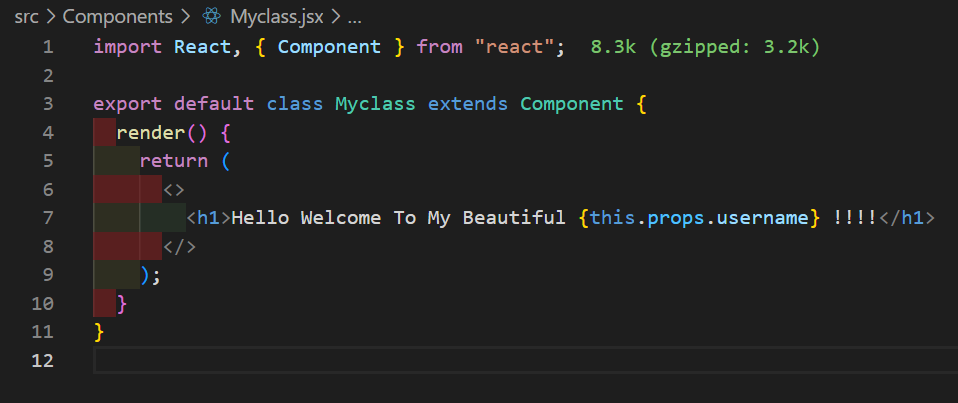 src > Components > Myclass.jsx > ...
1 import React, { Component } from "react"; 8.3k (gzipped: 3.2k)
2
3 export default class Myclass extends Component {
4   render() {
5     return (
6       <>
7         <h1>Hello Welcome To My Beautiful {this.props.username} !!!!</h1>
8       </>
9     );
10   }
11 }
12